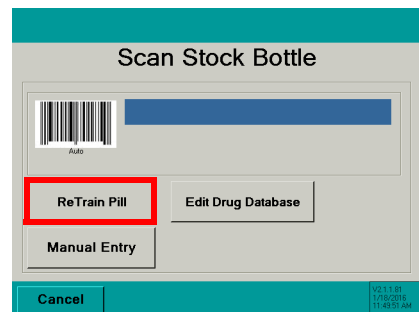 Scan Stock Bottle
Auto
ReTrain Pill
Edit Drug Database
Manual Entry
Cancel
V2.1.1.81
1/18/2016
11:49:51 AM